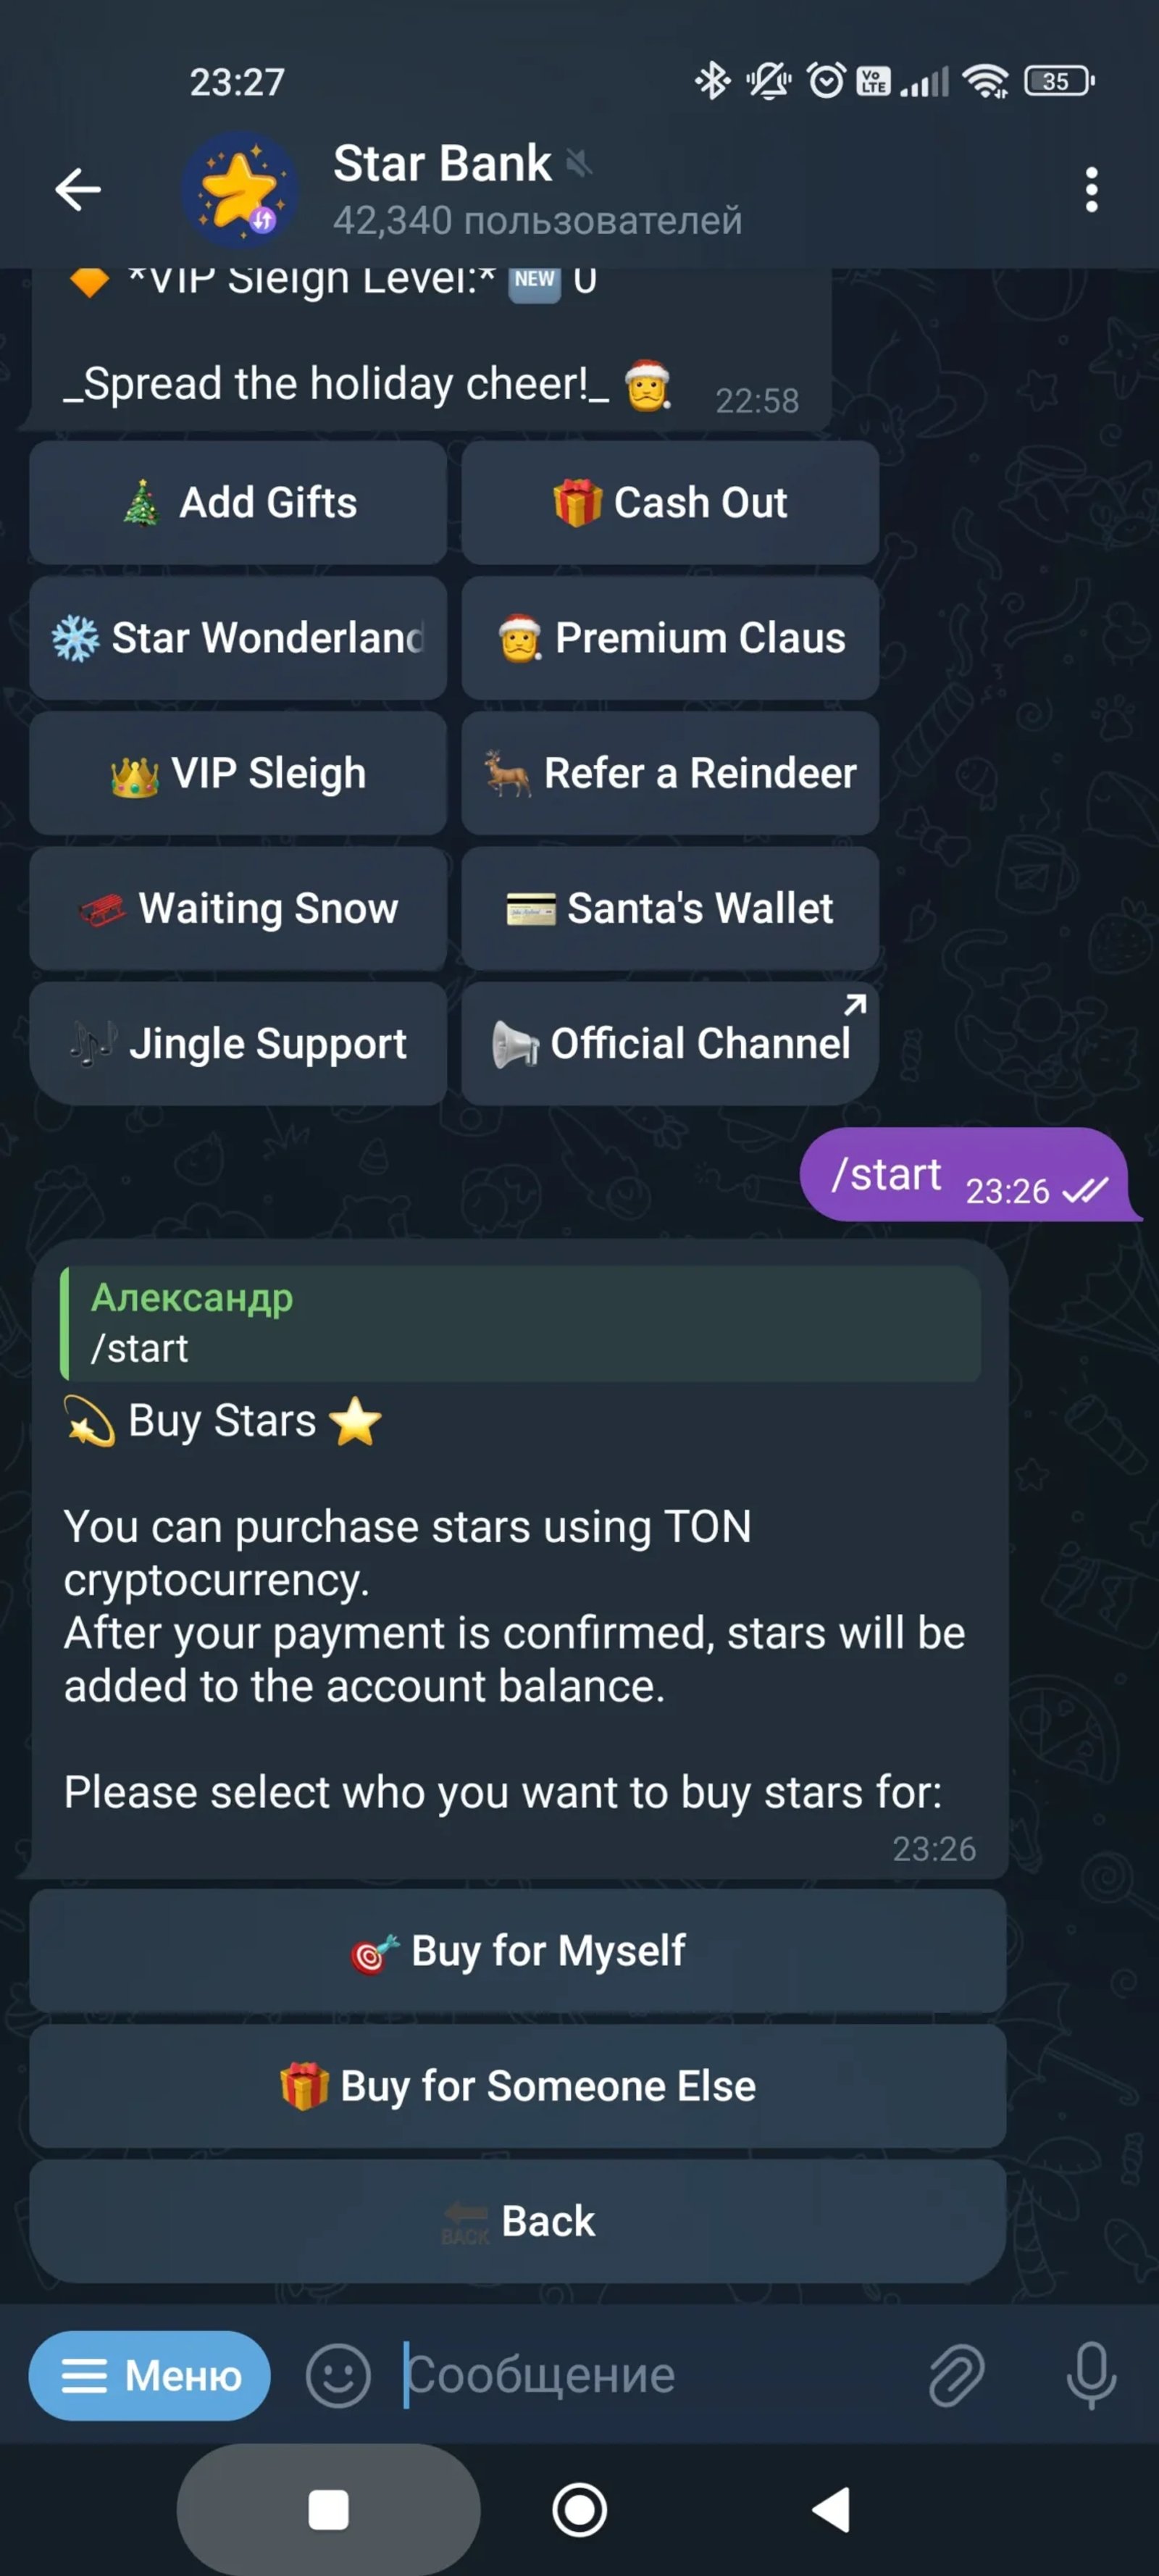 23:27
Vo LTE
35
Star Bank
42,340 пользователей
*VIP Sleigh Level:* NEW 0
_Spread the holiday cheer!_
22:58
Add Gifts
Cash Out
Star Wonderland
Premium Claus
VIP Sleigh
Refer a Reindeer
Waiting Snow
Santa's Wallet
Jingle Support
Official Channel
/start 23:26
Александр
/start
Buy Stars
You can purchase stars using TON
cryptocurrency.
After your payment is confirmed, stars will be
added to the account balance.
Please select who you want to buy stars for:
23:26
Buy for Myself
Buy for Someone Else
BACK Back
Меню
Сообщение